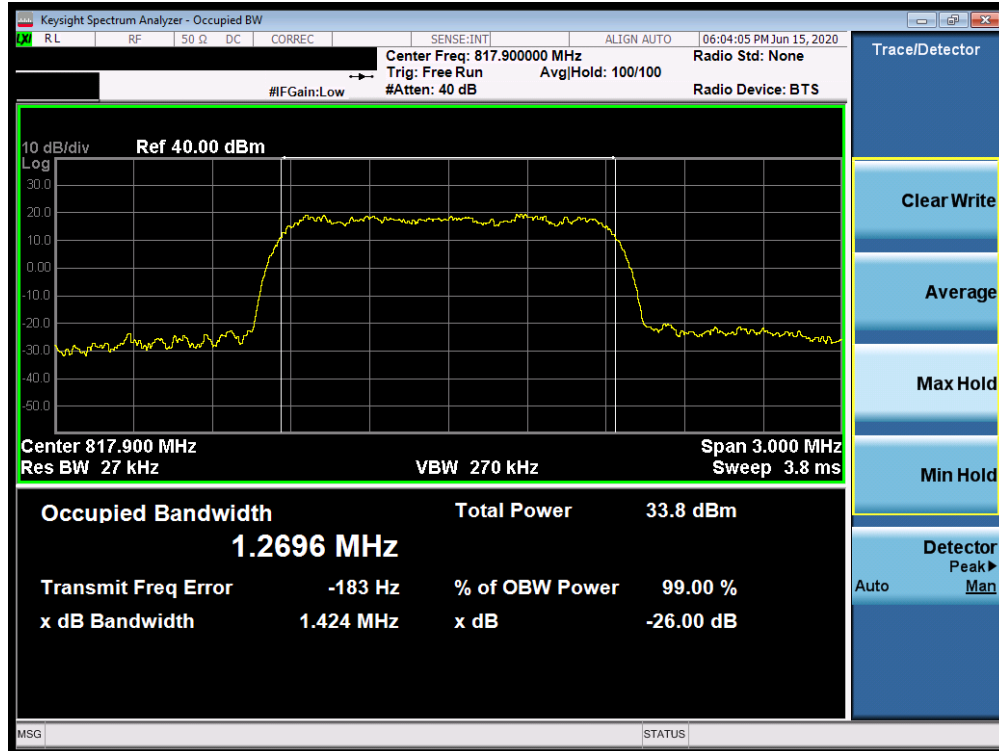 Keysight Spectrum Analyzer - Occupied BW
LXI RL RF 50 Ω DC CORREC SENSE:INT ALIGN AUTO 06:04:05 PM Jun 15, 2020
Center Freq: 817.900000 MHz Radio Std: None
Trig: Free Run Avg|Hold: 100/100
#IFGain:Low #Atten: 40 dB Radio Device: BTS
10 dB/div Ref 40.00 dBm
Log
30.0
20.0
10.0
0.00
-10.0
-20.0
-30.0
-40.0
-50.0
Center 817.900 MHz Span 3.000 MHz
Res BW 27 kHz VBW 270 kHz Sweep 3.8 ms
Occupied Bandwidth Total Power 33.8 dBm
1.2696 MHz
Transmit Freq Error -183 Hz % of OBW Power 99.00 %
x dB Bandwidth 1.424 MHz x dB -26.00 dB
MSG STATUS
Trace/Detector
Clear Write
Average
Max Hold
Min Hold
Detector
Peak▶
Auto Man